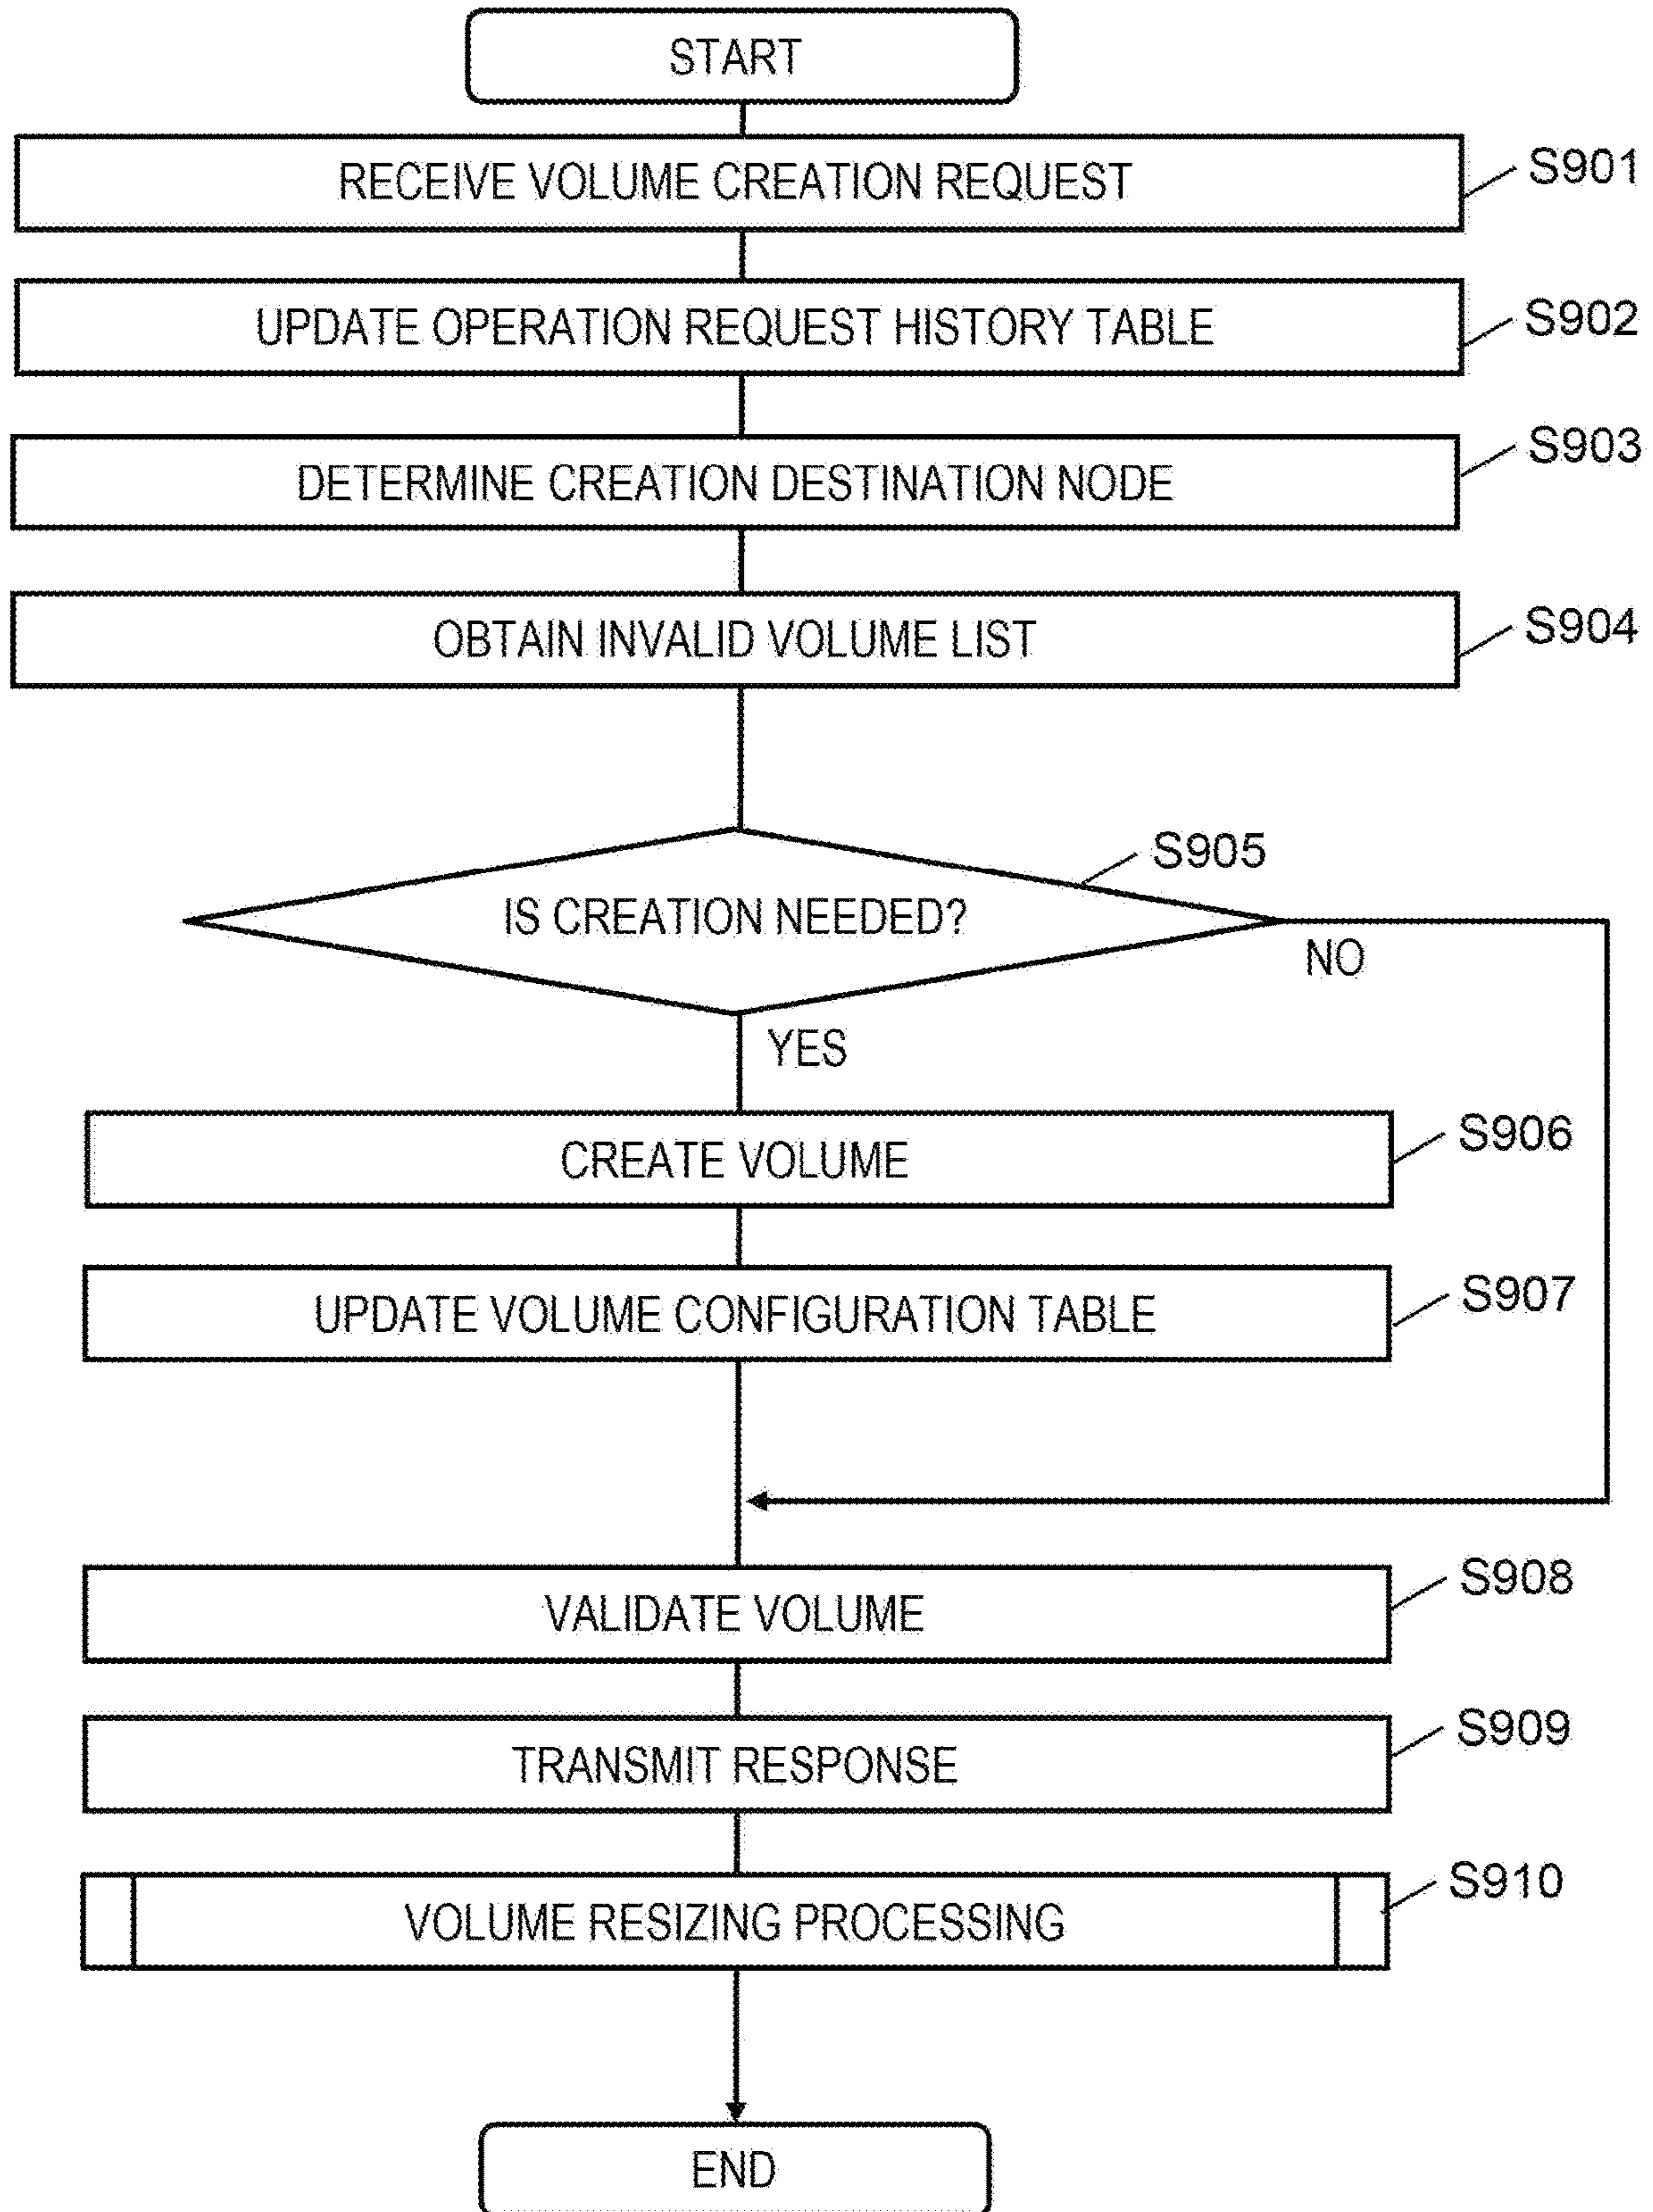 START
RECEIVE VOLUME CREATION REQUEST
S901
UPDATE OPERATION REQUEST HISTORY TABLE
S902
DETERMINE CREATION DESTINATION NODE
S903
OBTAIN INVALID VOLUME LIST
S904
S905
IS CREATION NEEDED?
NO
YES
CREATE VOLUME
S906
UPDATE VOLUME CONFIGURATION TABLE
S907
VALIDATE VOLUME
S908
TRANSMIT RESPONSE
S909
VOLUME RESIZING PROCESSING
S910
END